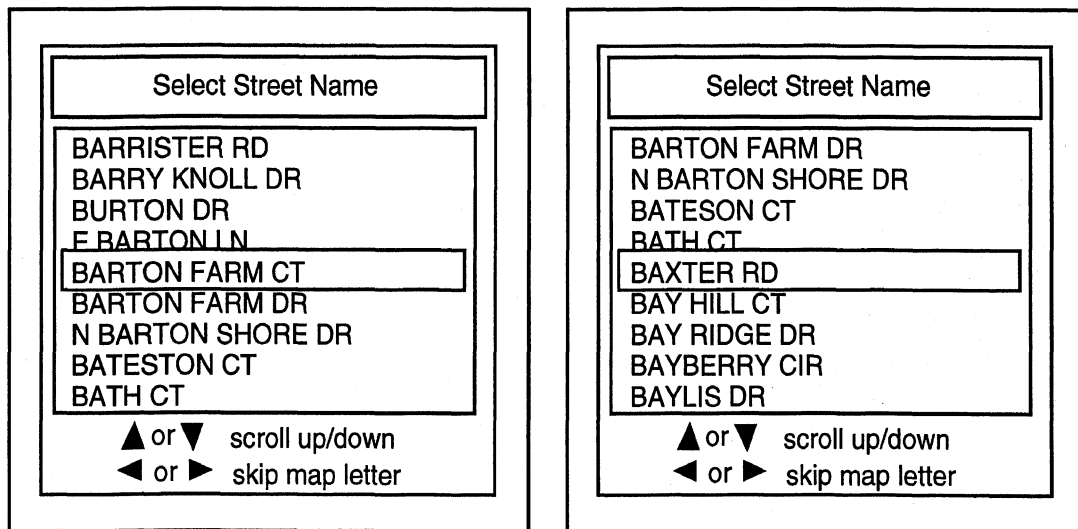 Select Street Name
BARRISTER RD
BARRY KNOLL DR
BURTON DR
E BARTON LN
BARTON FARM CT
BARTON FARM DR
N BARTON SHORE DR
BATESTON CT
BATH CT
▲ or ▼ scroll up/down
◄ or ► skip map letter
Select Street Name
BARTON FARM DR
N BARTON SHORE DR
BATESON CT
BATH CT
BAXTER RD
BAY HILL CT
BAY RIDGE DR
BAYBERRY CIR
BAYLIS DR
▲ or ▼ scroll up/down
◄ or ► skip map letter